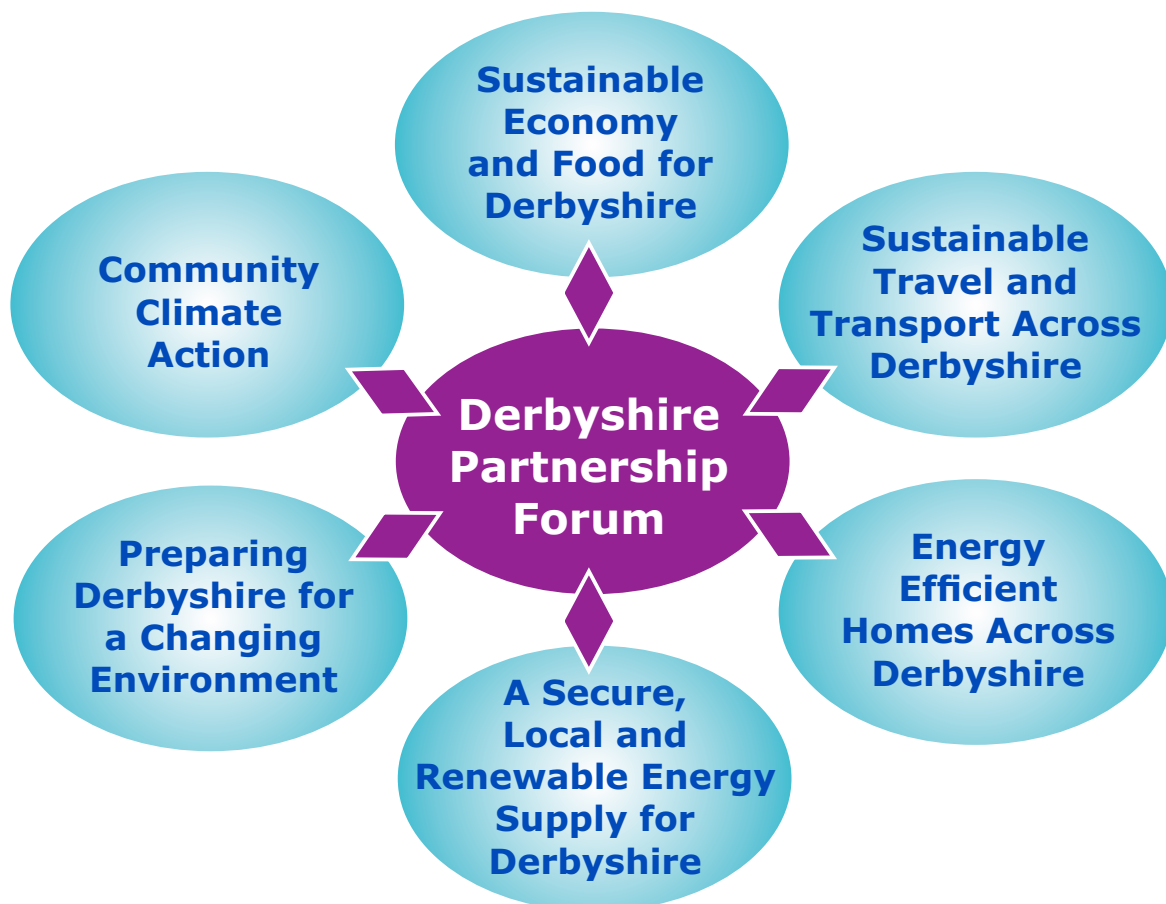 Sustainable
Economy
and Food for
Derbyshire
Sustainable
Travel and
Transport Across
Derbyshire
Community
Climate
Action
Derbyshire
Partnership
Forum
Energy
Efficient
Homes Across
Derbyshire
Preparing
Derbyshire for
a Changing
Environment
A Secure,
Local and
Renewable Energy
Supply for
Derbyshire